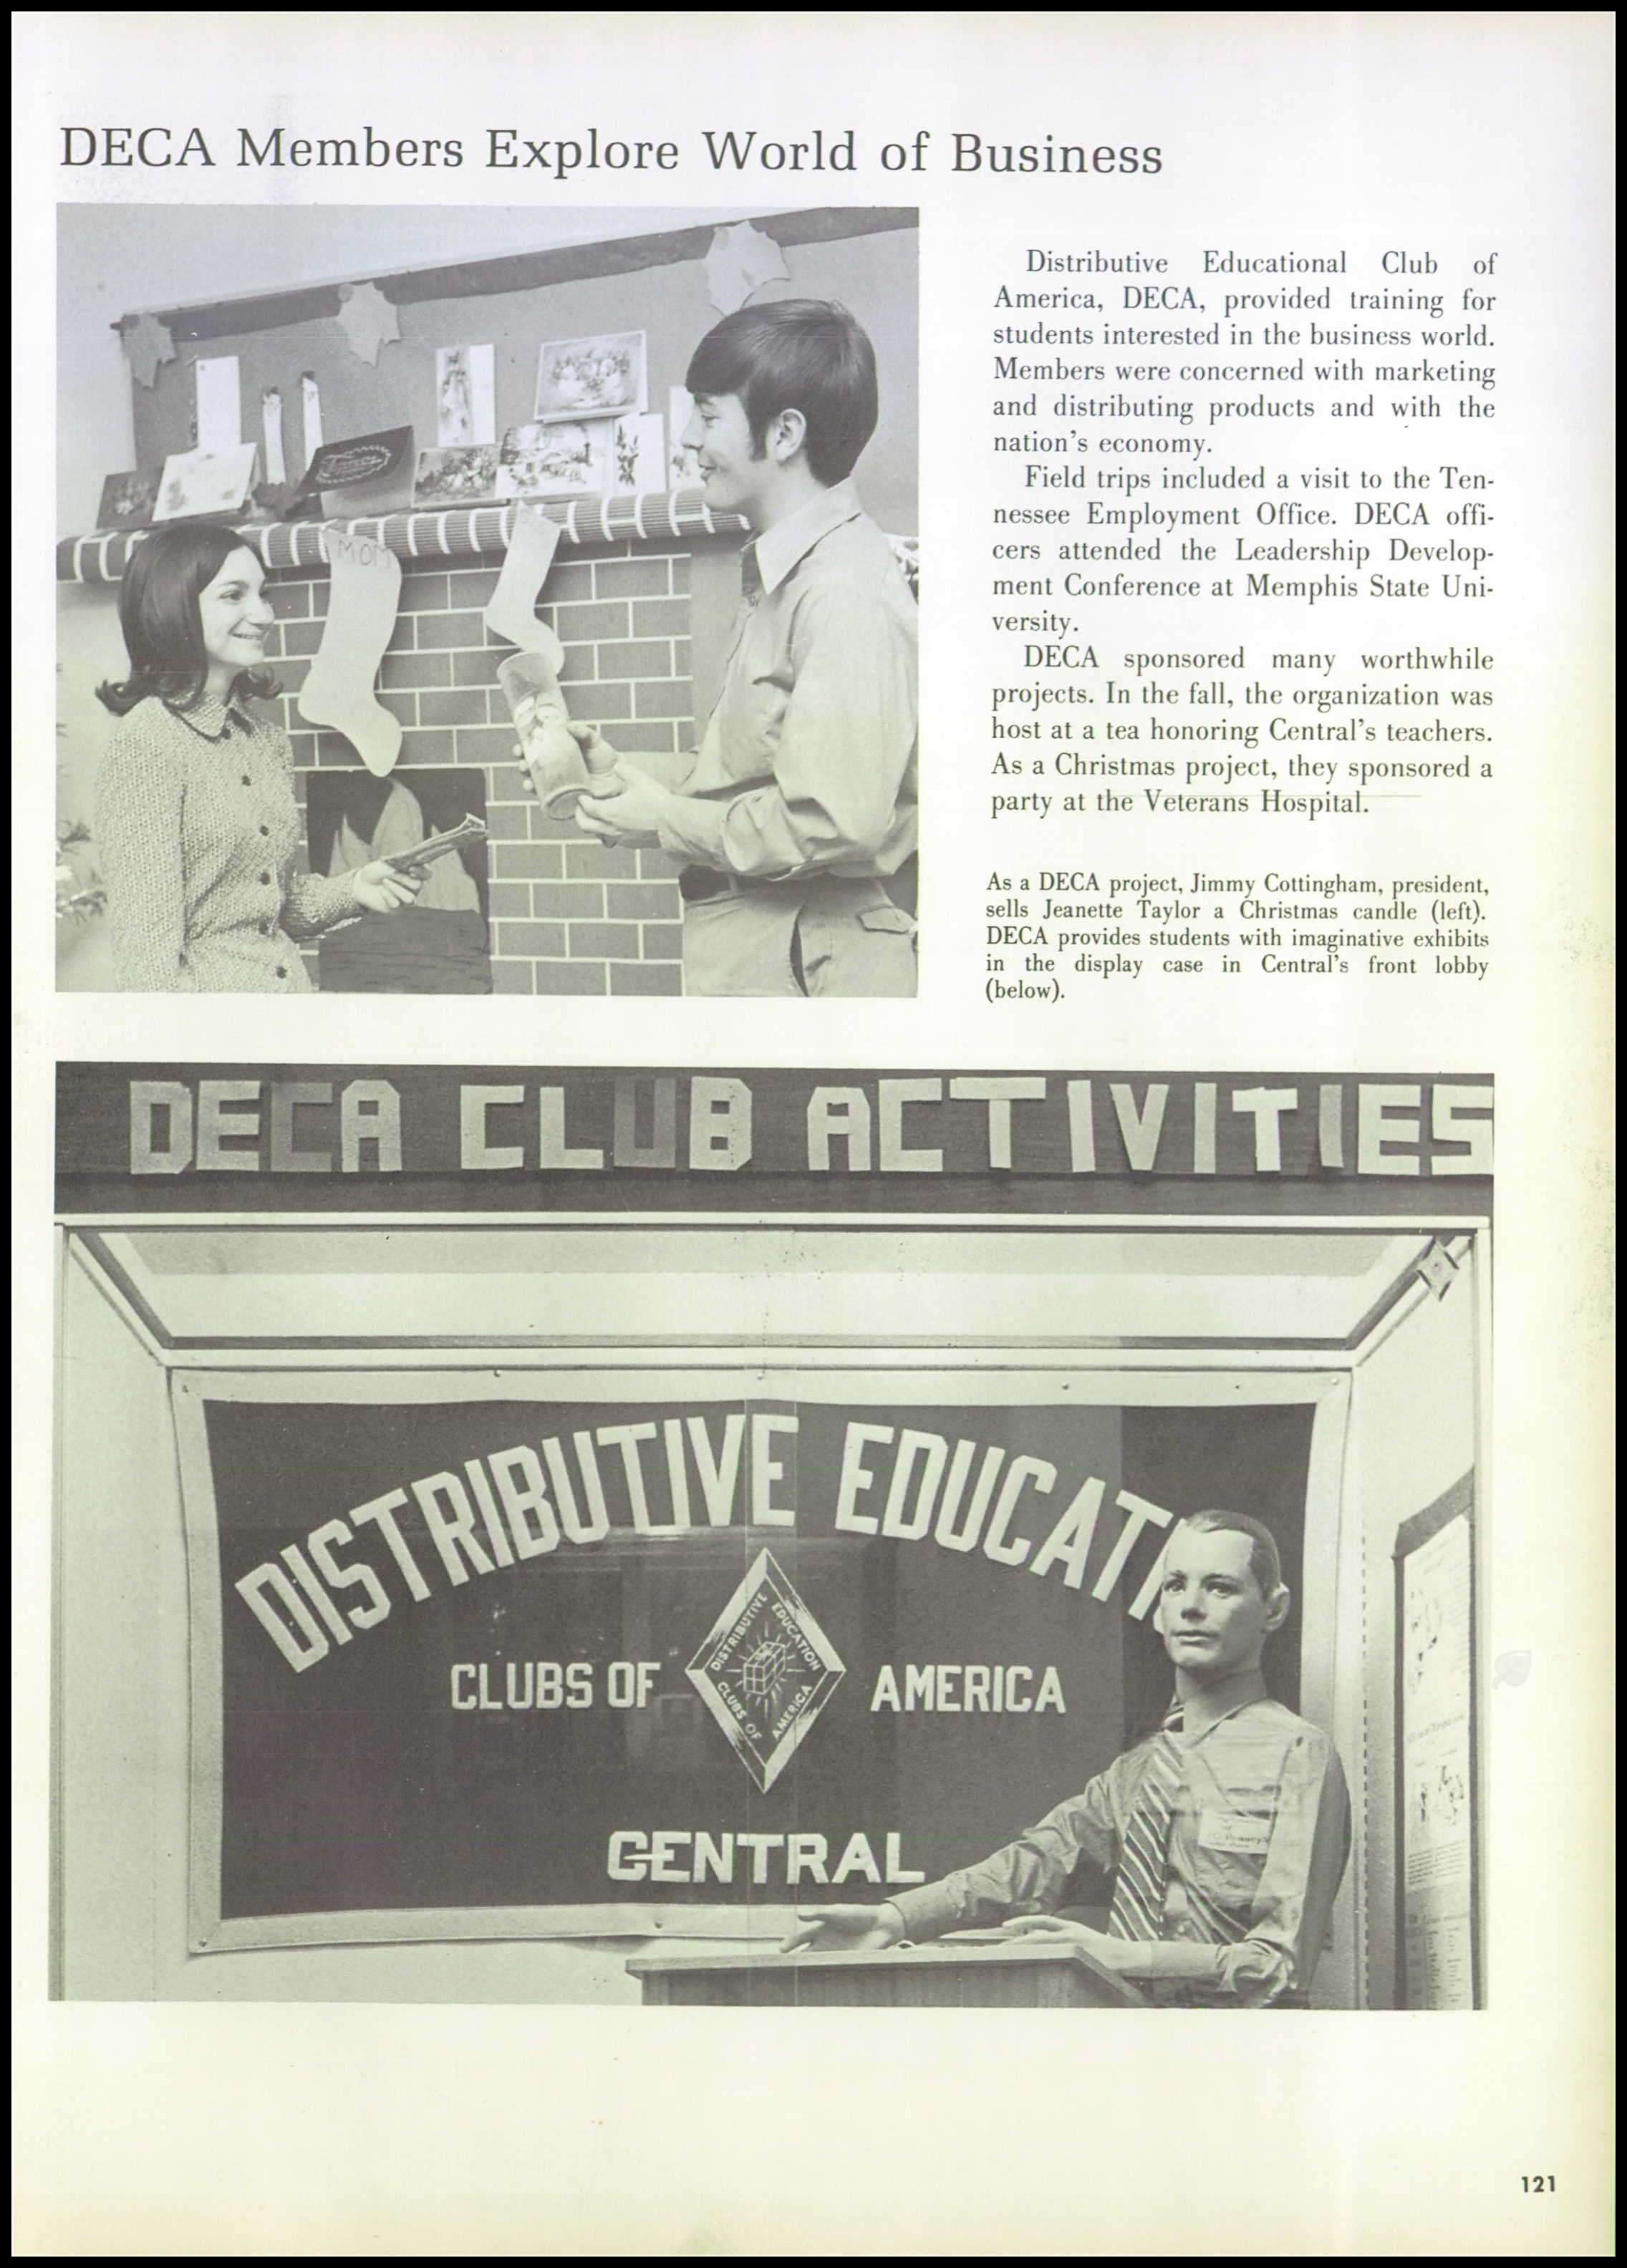 DECA Members Explore World of Business
Distributive Educational Club of
America, DECA, provided training for
students interested in the business world.
Members were concerned with marketing
and distributing products and with the
nation's economy.
Field trips included a visit to the Ten-
nessee Employment Office. DECA offi-
cers attended the Leadership Develop-
ment Conference at Memphis State Uni-
versity.
DECA sponsored many worthwhile
projects. In the fall, the organization was
host at a tea honoring Central's teachers.
As a Christmas project, they sponsored a
party at the Veterans Hospital.
As a DECA project, Jimmy Cottingham, president,
sells Jeanette Taylor a Christmas candle (left).
DECA provides students with imaginative exhibits
in the display case in Central's front lobby
(below).
MOM
DECA CLUB ACTIVITIES
DISTRIBUTIVE EDUCATI
CLUBS OF
DISTRIBUTIVE EDUCATION
CLUBS OF AMERICA
AMERICA
CENTRAL
121